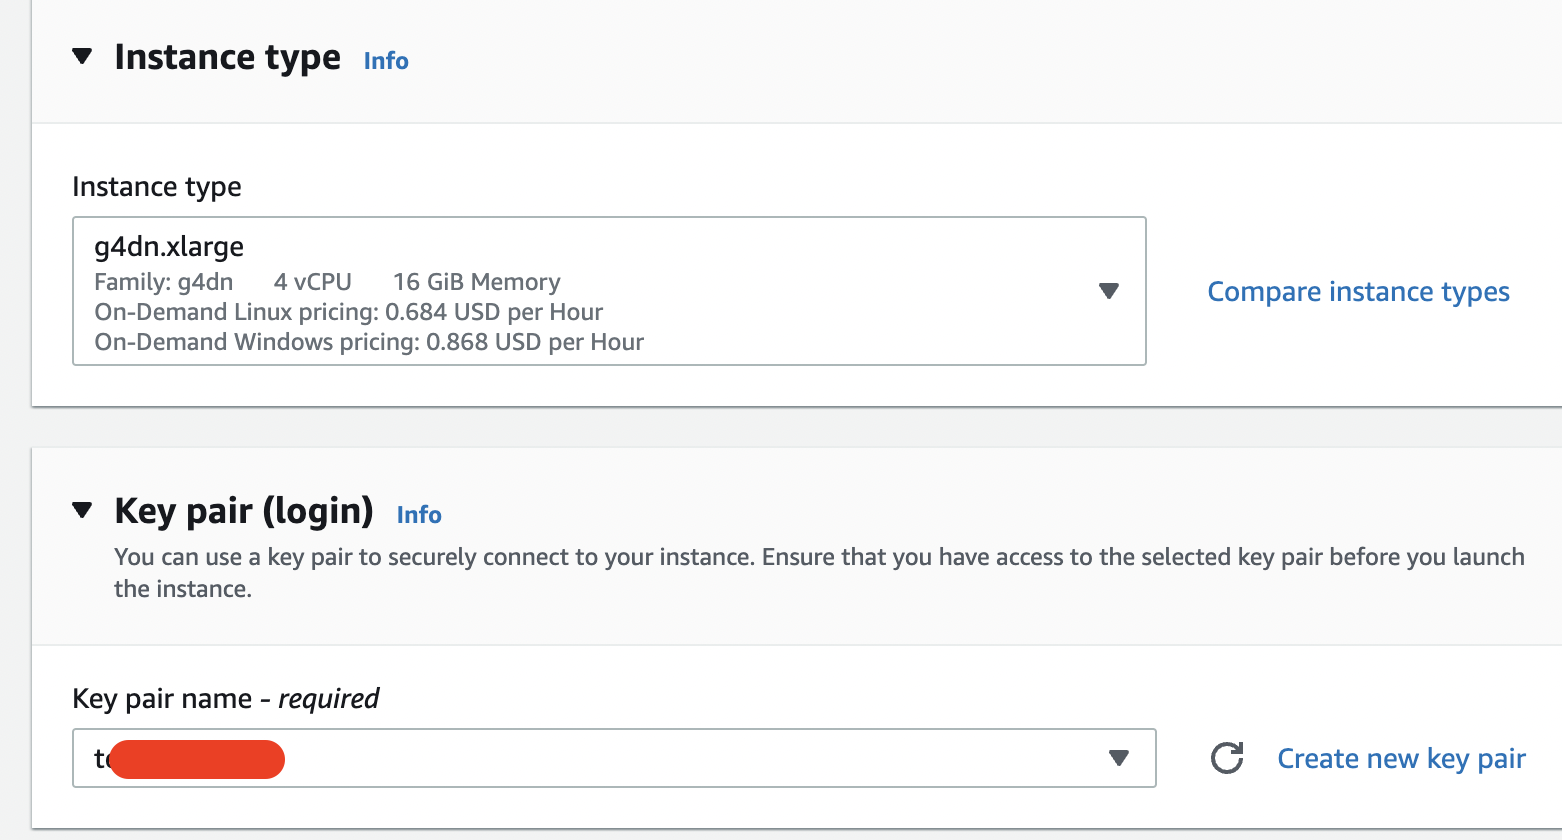 Instance type Info
Instance type
g4dn.xlarge
Family: g4dn 4 vCPU 16 GiB Memory
On-Demand Linux pricing: 0.684 USD per Hour
On-Demand Windows pricing: 0.868 USD per Hour
Compare instance types
Key pair (login) Info
You can use a key pair to securely connect to your instance. Ensure that you have access to the selected key pair before you launch
the instance.
Key pair name - required
Create new key pair